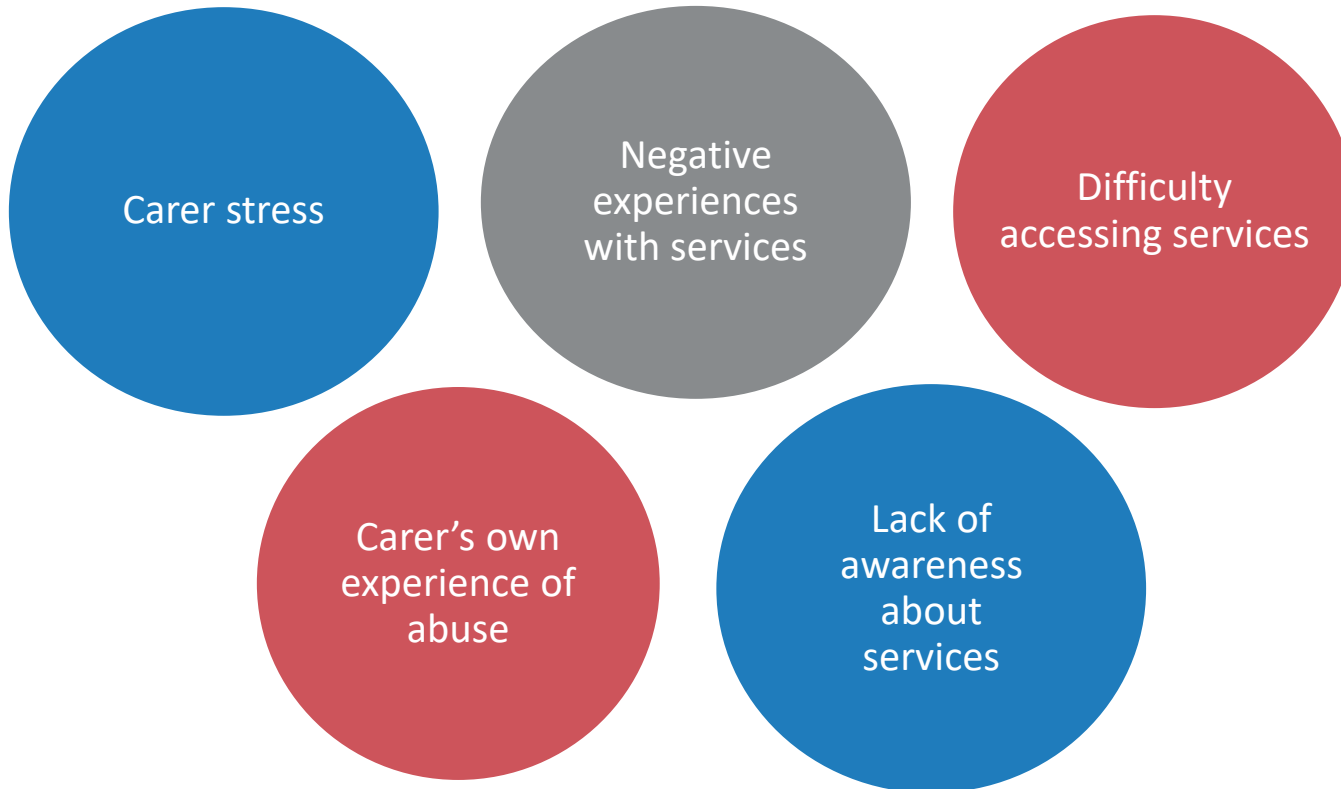 Carer stress
Negative
experiences
with services
Difficulty
accessing services
Carer’s own
experience of
abuse
Lack of
awareness
about
services